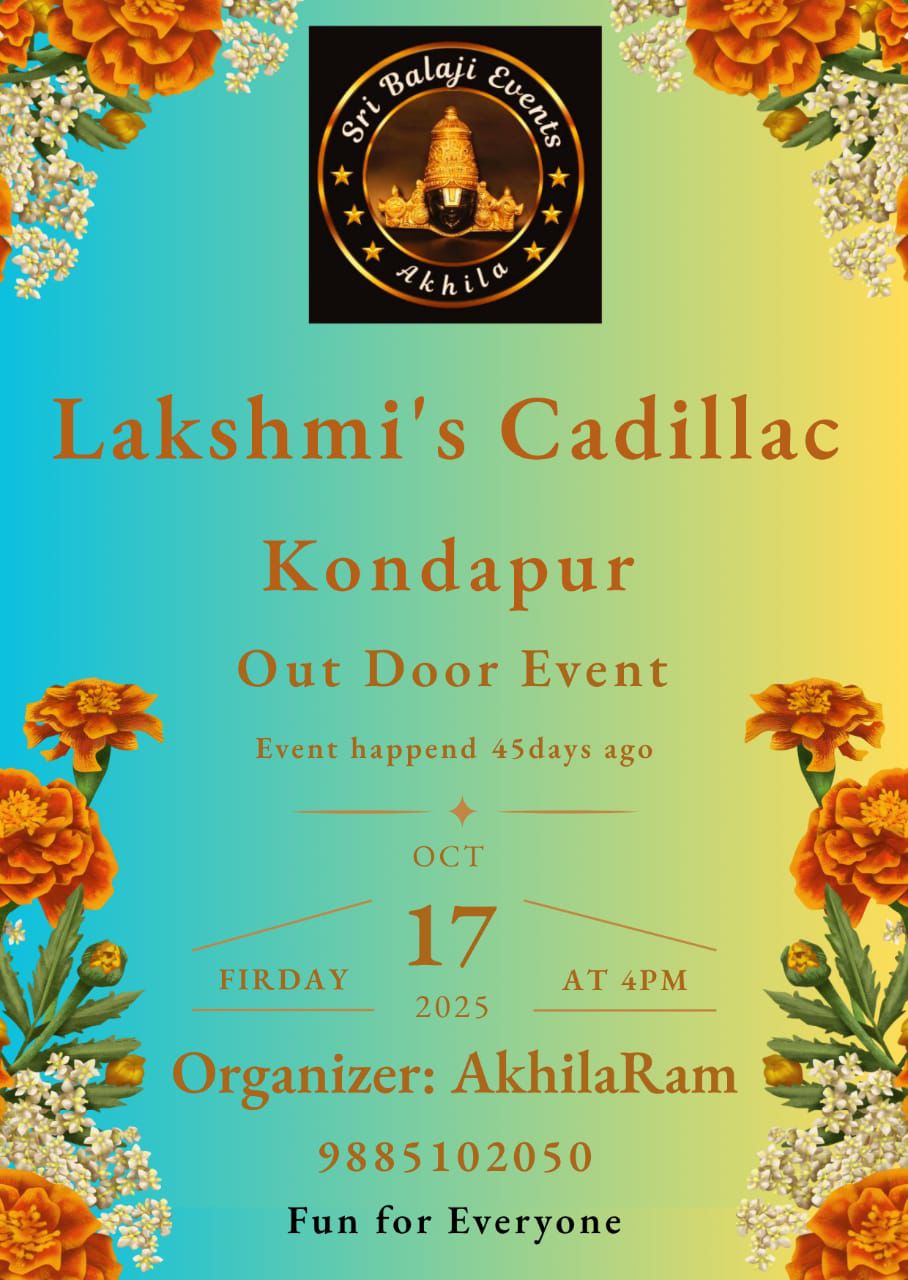 Sri Balaji Events
Akhila
Lakshmi's Cadillac
Kondapur
Out Door Event
Event happend 45days ago
OCT
17
FIRDAY
AT 4PM
2025
Organizer: AkhilaRam
9885102050
Fun for Everyone